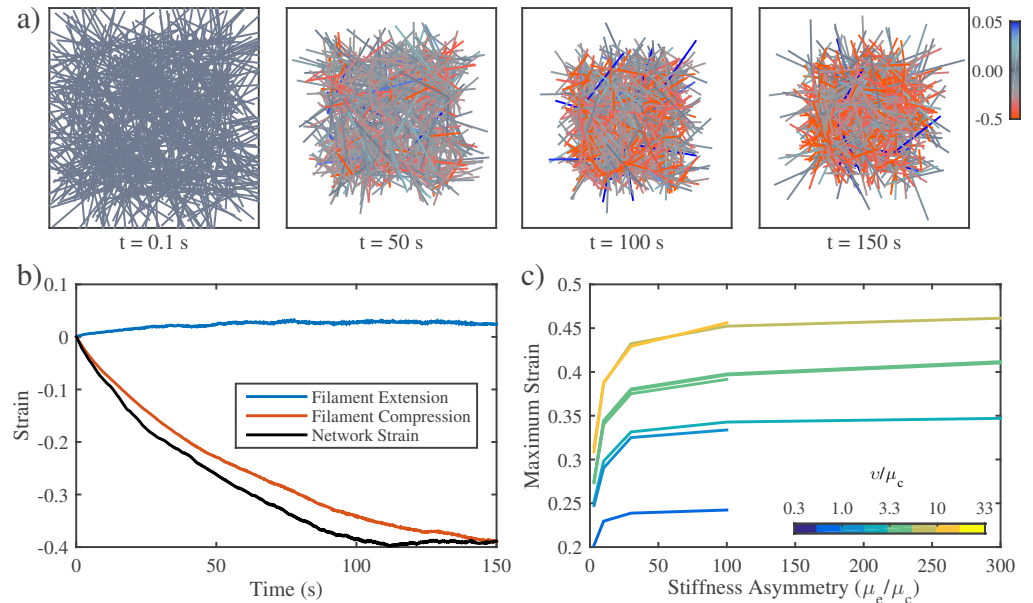 a)
0.05
0.00
-0.5
t = 0.1 s
t = 50 s
t = 100 s
t = 150 s
b)
0.1
0
-0.1
-0.2
-0.3
-0.4
Strain
Filament Extension
Filament Compression
Network Strain
0
50
100
150
Time (s)
c)
0.5
0.45
0.4
0.35
0.3
0.25
0.2
Maximum Strain
υ/μc
0.3
1.0
3.3
10
33
0
50
100
150
200
250
300
Stiffness Asymmetry (μe/μc)